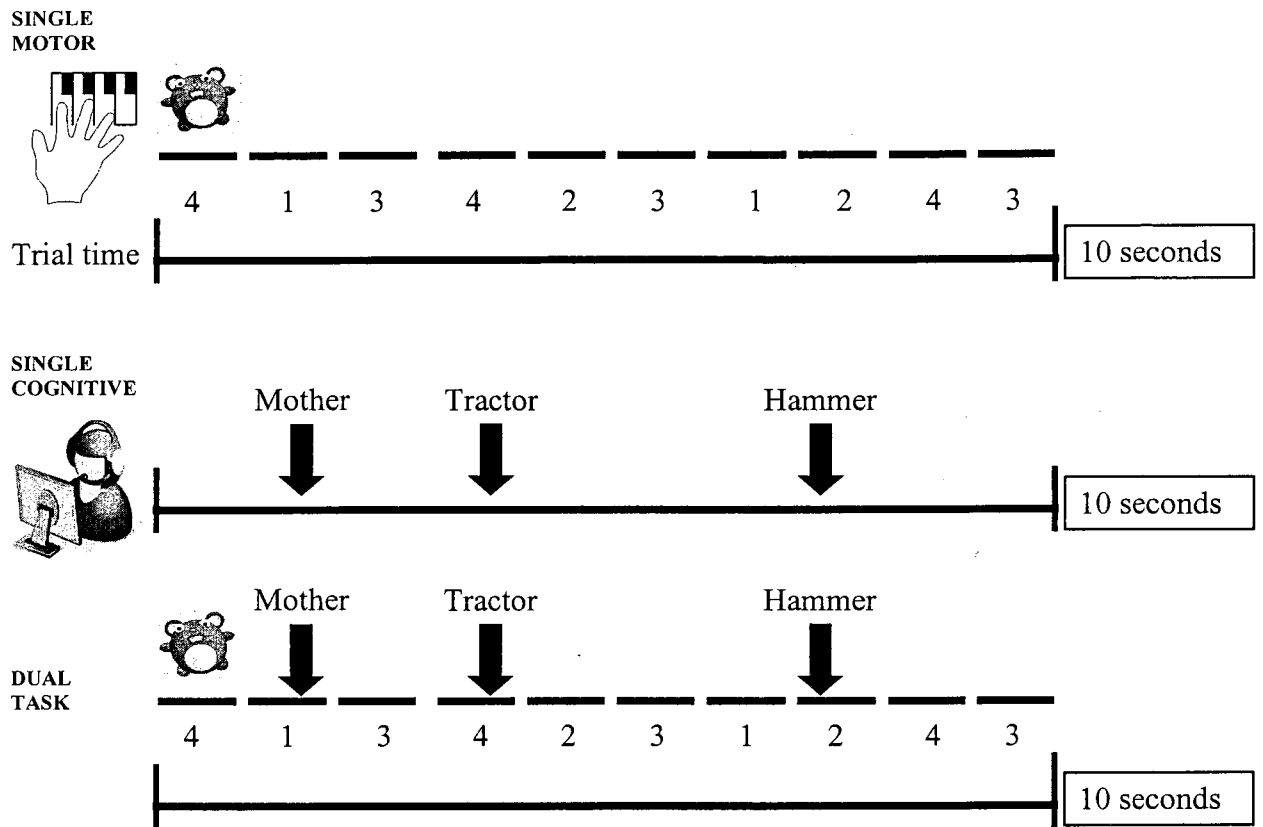 SINGLE
MOTOR
4 1 3 4 2 3 1 2 4 3
Trial time
10 seconds
SINGLE
COGNITIVE
Mother Tractor Hammer
10 seconds
Mother Tractor Hammer
DUAL
TASK
4 1 3 4 2 3 1 2 4 3
10 seconds